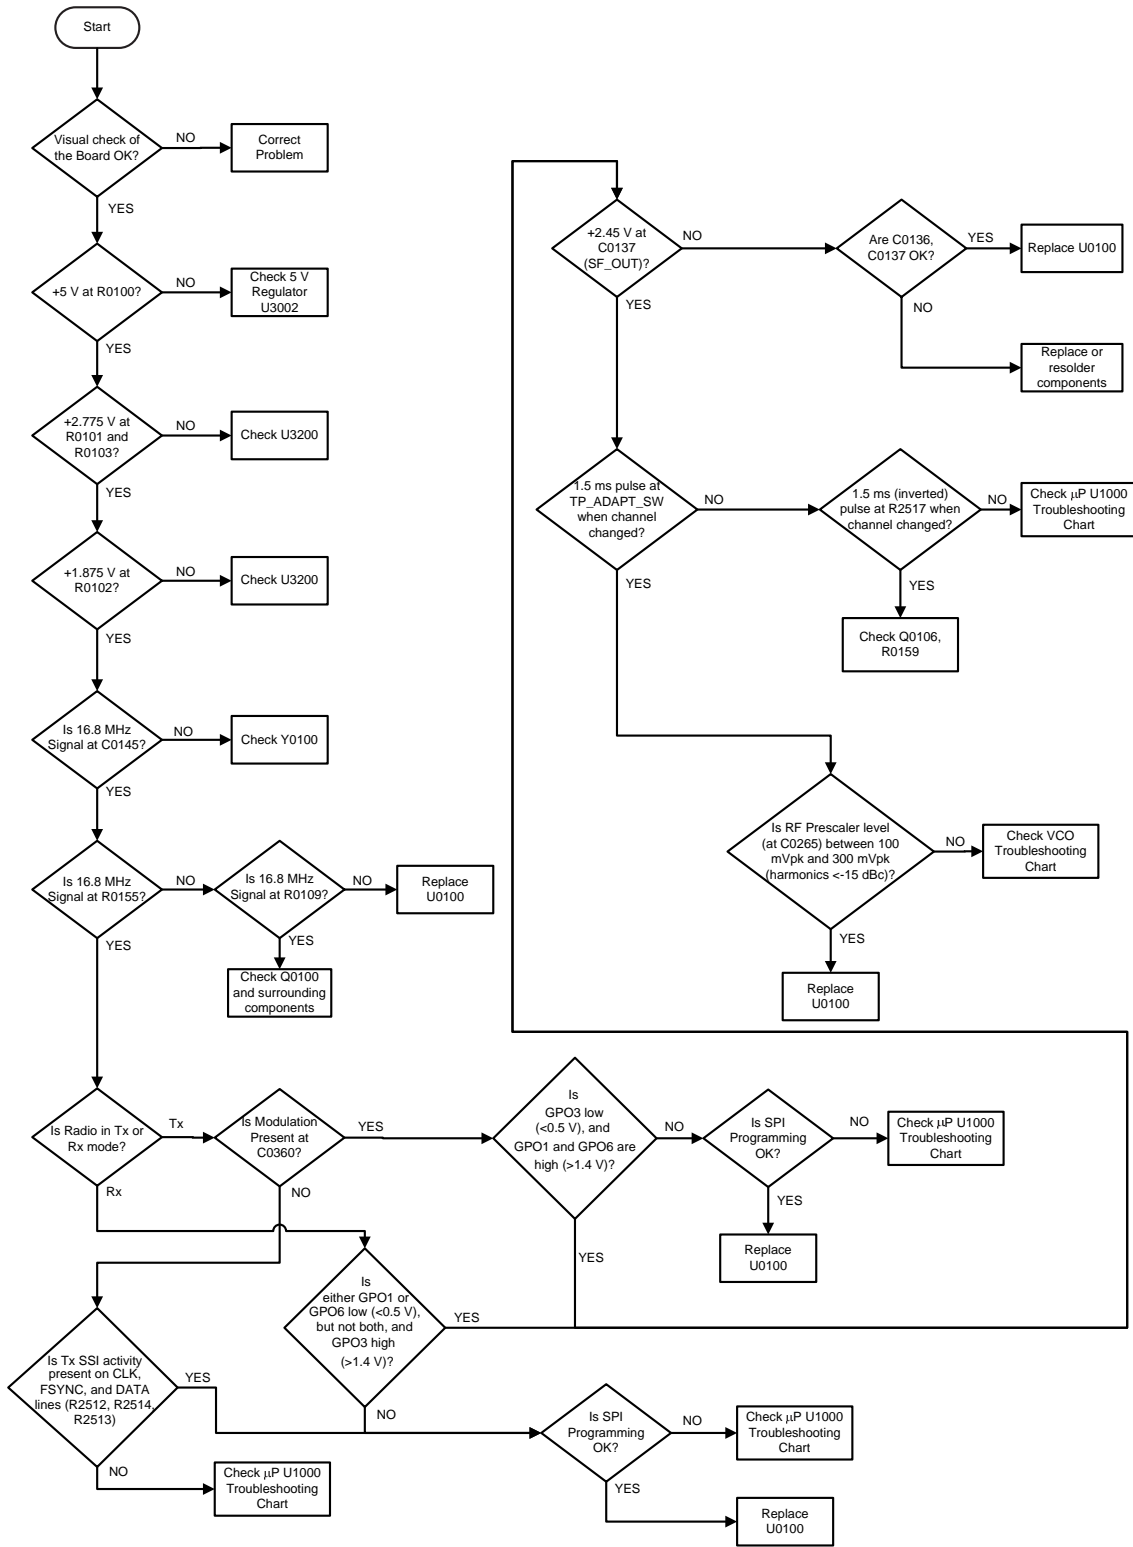 Start
Visual check of
the Board OK?
NO
Correct
Problem
YES
+5 V at R0100?
NO
Check 5 V
Regulator
U3002
YES
+2.775 V at
R0101 and
R0103?
NO
Check U3200
YES
+1.875 V at
R0102?
NO
Check U3200
YES
Is 16.8 MHz
Signal at C0145?
NO
Check Y0100
YES
Is 16.8 MHz
Signal at R0155?
NO
Is 16.8 MHz
Signal at R0109?
NO
Replace
U0100
YES
Check Q0100
and surrounding
components
YES
Is Radio in Tx or
Rx mode?
Tx
Is Modulation
Present at
C0360?
YES
Is
GPO3 low
(<0.5 V), and
GPO1 and GPO6 are
high (>1.4 V)?
NO
Is SPI
Programming
OK?
NO
Check μP U1000
Troubleshooting
Chart
YES
Replace
U0100
YES
Rx
NO
Is
either GPO1 or
GPO6 low (<0.5 V),
but not both, and
GPO3 high
(>1.4 V)?
YES
NO
Is Tx SSI activity
present on CLK,
FSYNC, and DATA
lines (R2512, R2514,
R2513)
YES
NO
Check μP U1000
Troubleshooting
Chart
Is SPI
Programming
OK?
NO
Check μP U1000
Troubleshooting
Chart
YES
Replace
U0100
+2.45 V at
C0137
(SF_OUT)?
NO
Are C0136,
C0137 OK?
YES
Replace U0100
NO
Replace or
resolder
components
YES
1.5 ms pulse at
TP_ADAPT_SW
when channel
changed?
NO
1.5 ms (inverted)
pulse at R2517 when
channel changed?
NO
Check μP U1000
Troubleshooting
Chart
YES
Check Q0106,
R0159
YES
Is RF Prescaler level
(at C0265) between 100
mVpk and 300 mVpk
(harmonics <-15 dBc)?
NO
Check VCO
Troubleshooting
Chart
YES
Replace
U0100